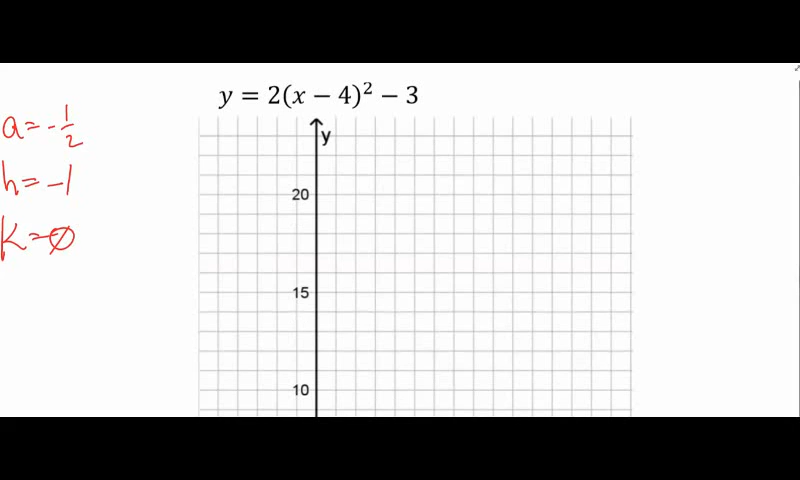 y = 2(x − 4)² − 3
a = -1/2
h = -1
K = 0
y
20
15
10